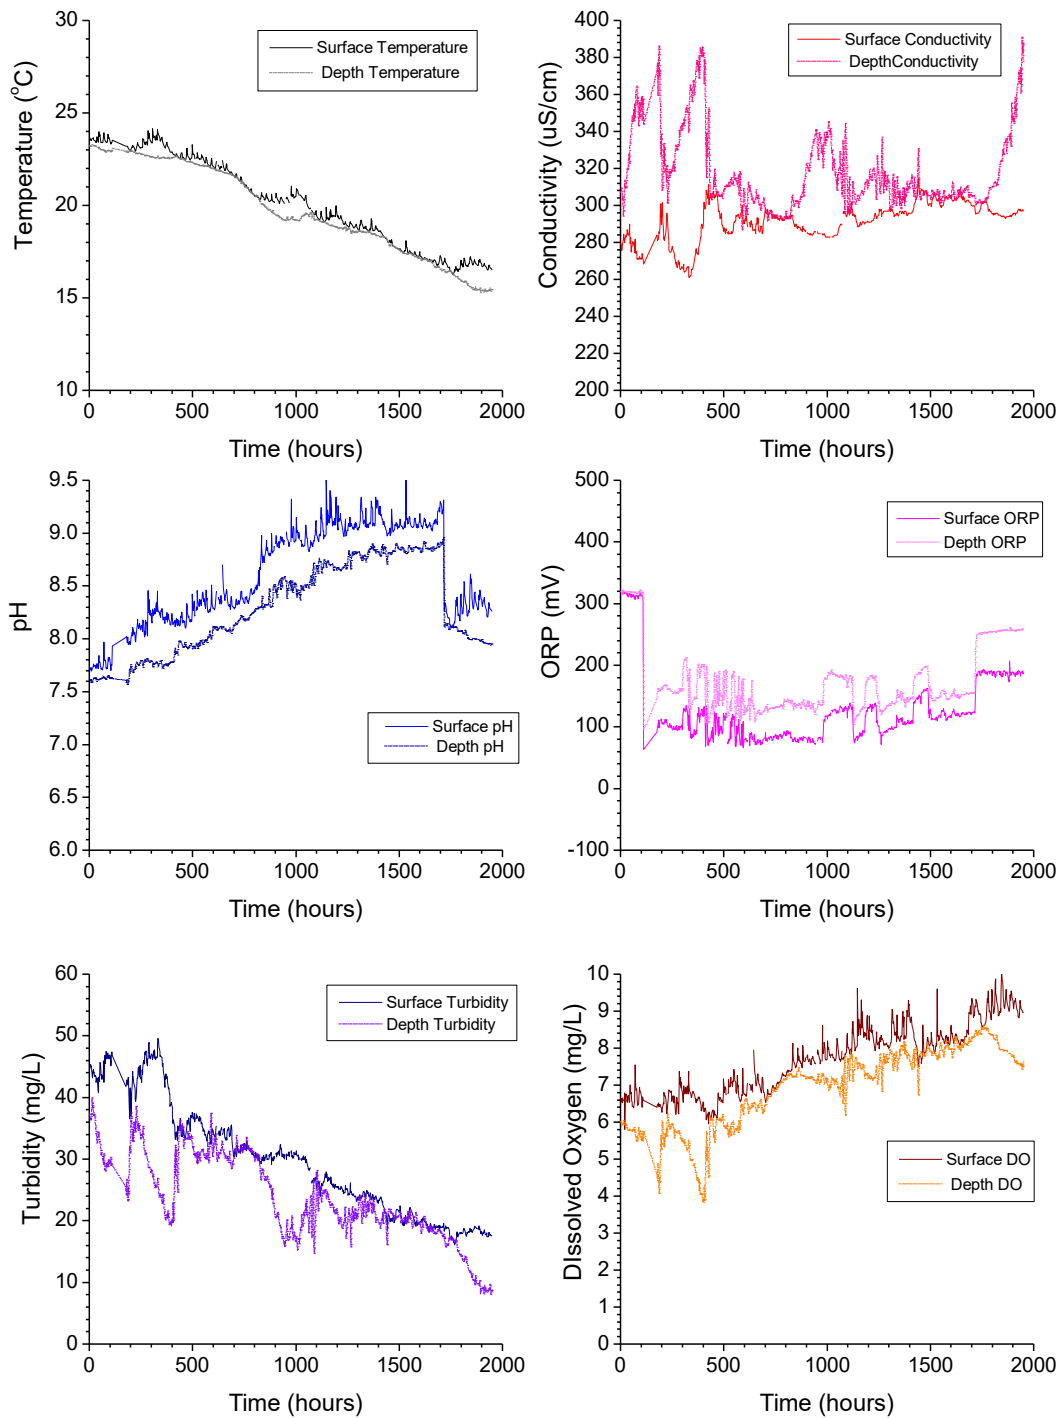 30
25
20
15
10
Temperature (°C)
Surface Temperature
Depth Temperature
0 500 1000 1500 2000
Time (hours)
400
380
360
340
320
300
280
260
240
220
200
Conductivity (uS/cm)
Surface Conductivity
DepthConductivity
0 500 1000 1500 2000
Time (hours)
9.5
9.0
8.5
8.0
7.5
7.0
6.5
6.0
pH
Surface pH
Depth pH
0 500 1000 1500 2000
Time (hours)
500
400
300
200
100
0
-100
ORP (mV)
Surface ORP
Depth ORP
0 500 1000 1500 2000
Time (hours)
60
50
40
30
20
10
0
Turbidity (mg/L)
Surface Turbidity
Depth Turbidity
0 500 1000 1500 2000
Time (hours)
10
9
8
7
6
5
4
3
2
1
0
DIssolved Oxygen (mg/L)
Surface DO
Depth DO
0 500 1000 1500 2000
Time (hours)